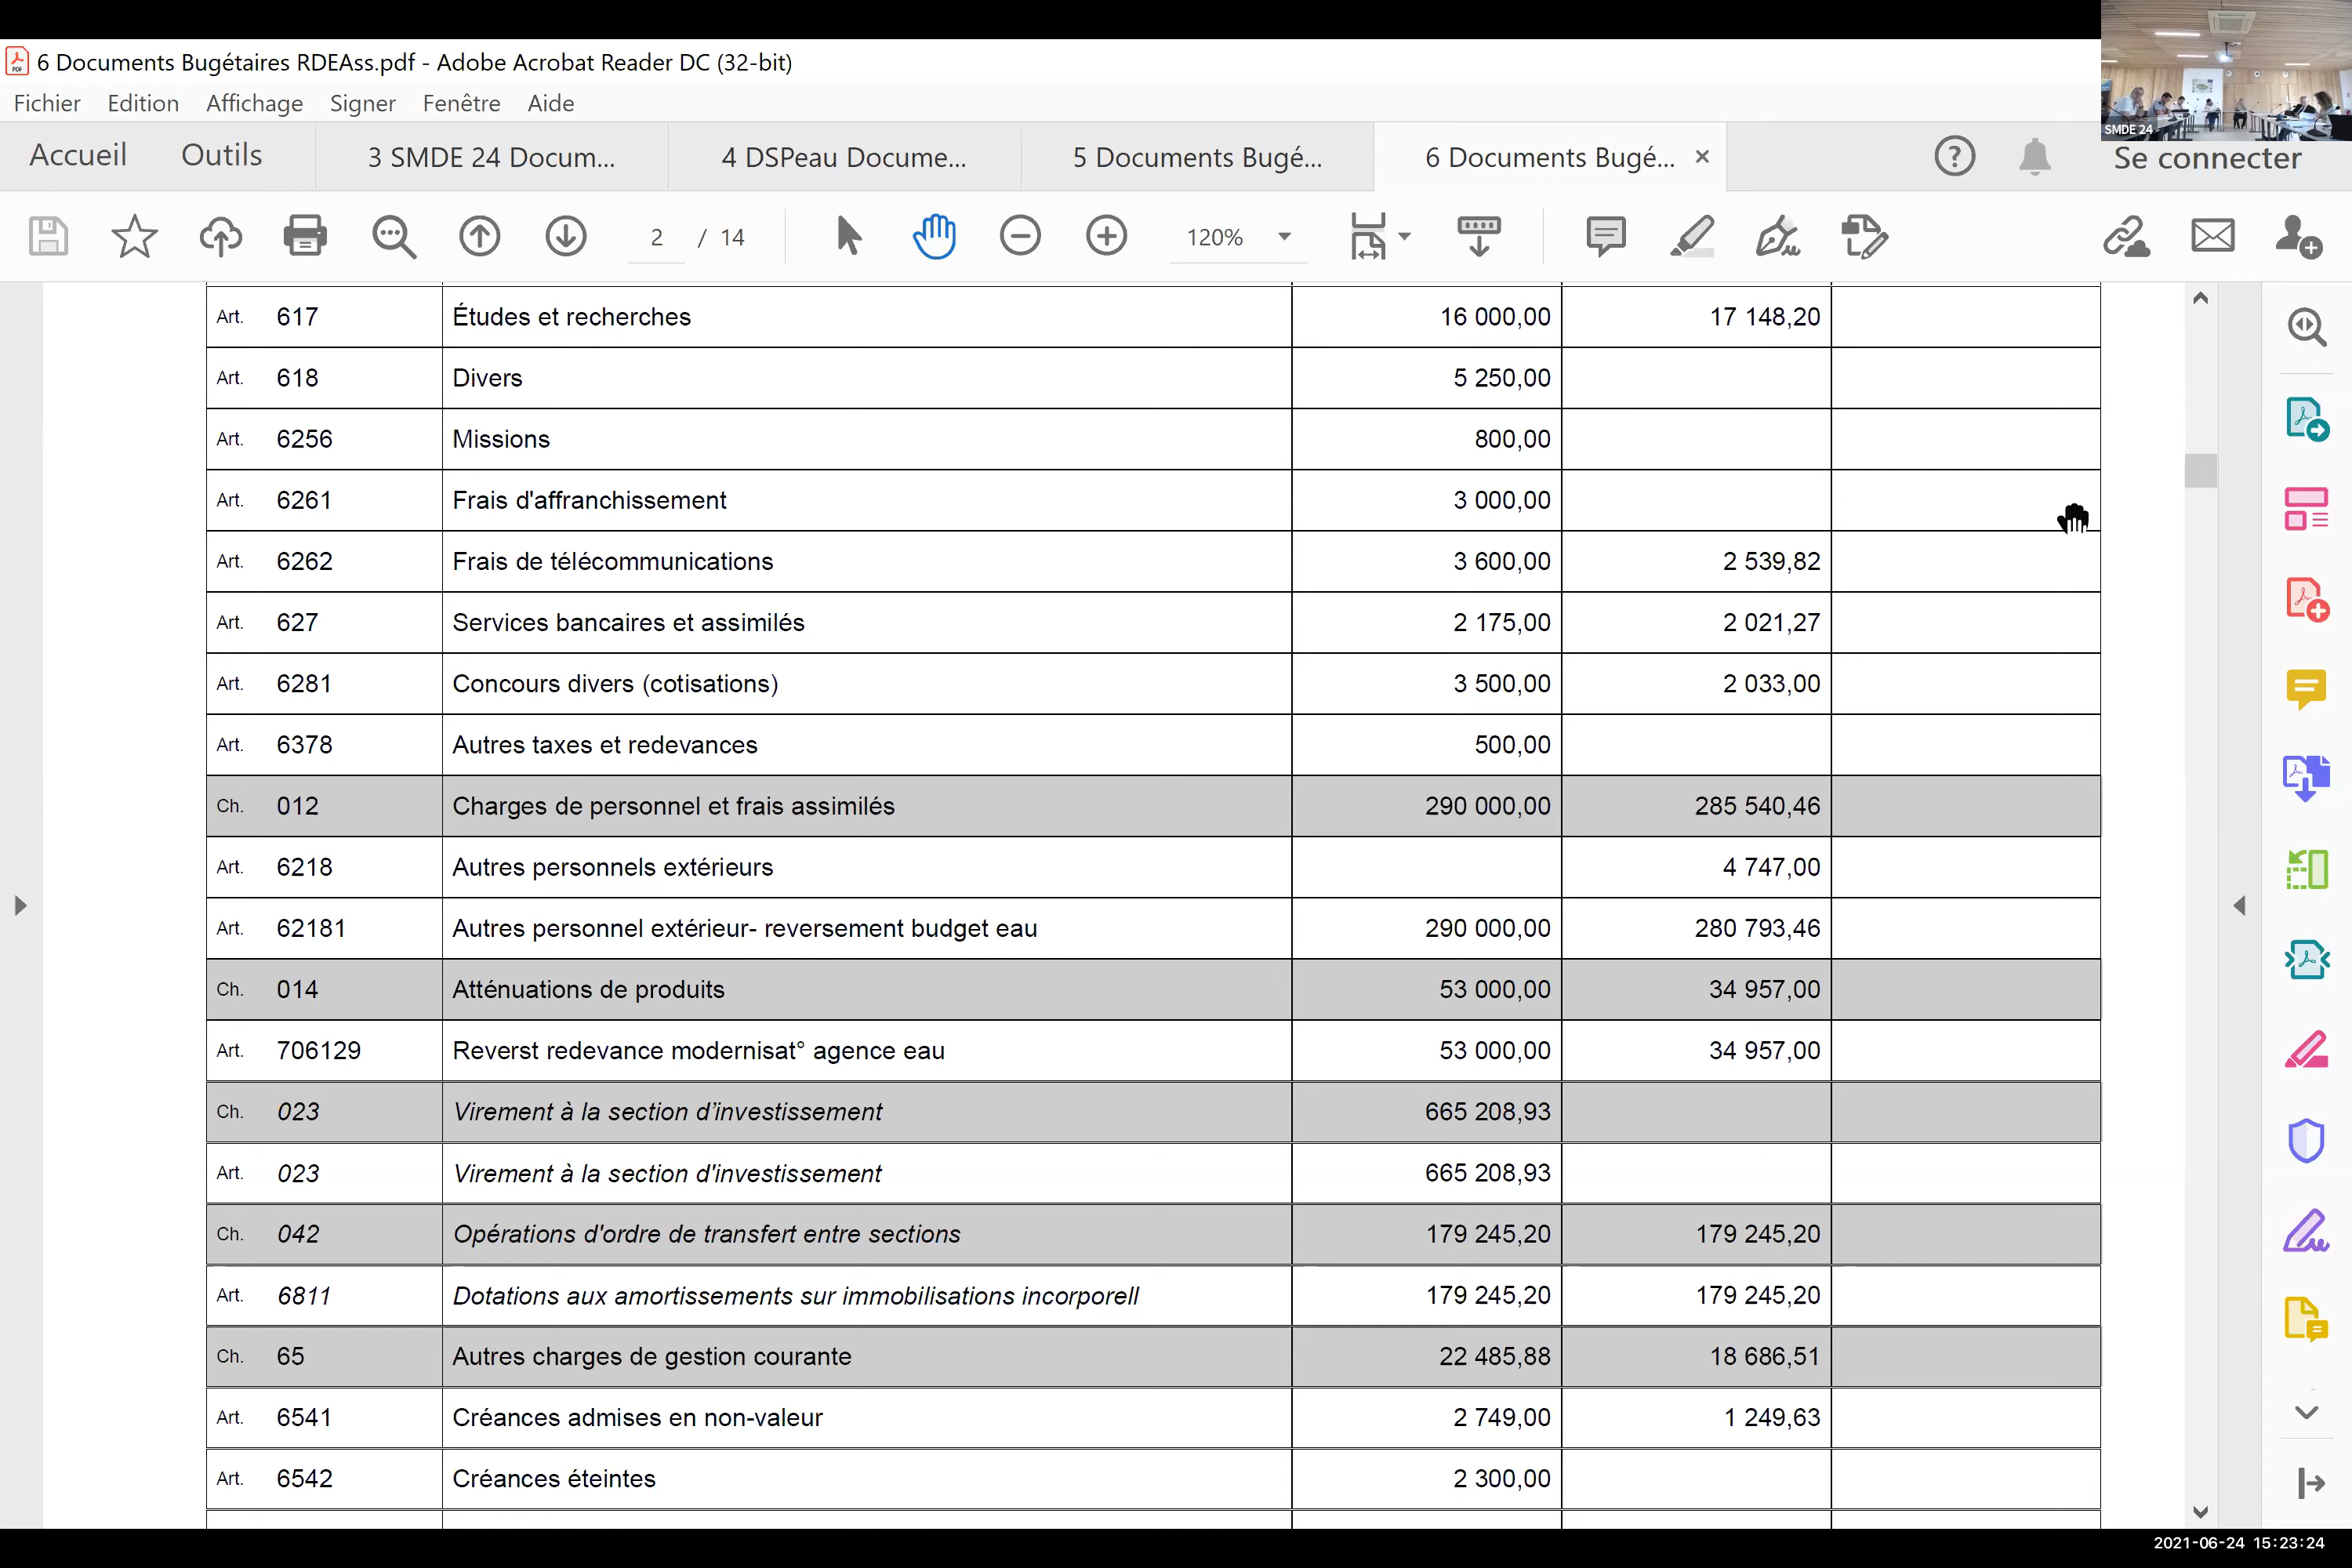 6 Documents Bugétaires RDEAss.pdf - Adobe Acrobat Reader DC (32-bit)
Fichier Edition Affichage Signer Fenêtre Aide
SMDE 24
Accueil Outils 3 SMDE 24 Docum... 4 DSPeau Docume... 5 Documents Bugé... 6 Documents Bugé... × Se connecter
2 / 14 120%
Art. 617 Études et recherches 16 000,00 17 148,20
Art. 618 Divers 5 250,00
Art. 6256 Missions 800,00
Art. 6261 Frais d'affranchissement 3 000,00
Art. 6262 Frais de télécommunications 3 600,00 2 539,82
Art. 627 Services bancaires et assimilés 2 175,00 2 021,27
Art. 6281 Concours divers (cotisations) 3 500,00 2 033,00
Art. 6378 Autres taxes et redevances 500,00
Ch. 012 Charges de personnel et frais assimilés 290 000,00 285 540,46
Art. 6218 Autres personnels extérieurs 4 747,00
Art. 62181 Autres personnel extérieur- reversement budget eau 290 000,00 280 793,46
Ch. 014 Atténuations de produits 53 000,00 34 957,00
Art. 706129 Reverst redevance modernisat° agence eau 53 000,00 34 957,00
Ch. 023 Virement à la section d'investissement 665 208,93
Art. 023 Virement à la section d'investissement 665 208,93
Ch. 042 Opérations d'ordre de transfert entre sections 179 245,20 179 245,20
Art. 6811 Dotations aux amortissements sur immobilisations incorporell 179 245,20 179 245,20
Ch. 65 Autres charges de gestion courante 22 485,88 18 686,51
Art. 6541 Créances admises en non-valeur 2 749,00 1 249,63
Art. 6542 Créances éteintes 2 300,00
2021-06-24 15:23:24